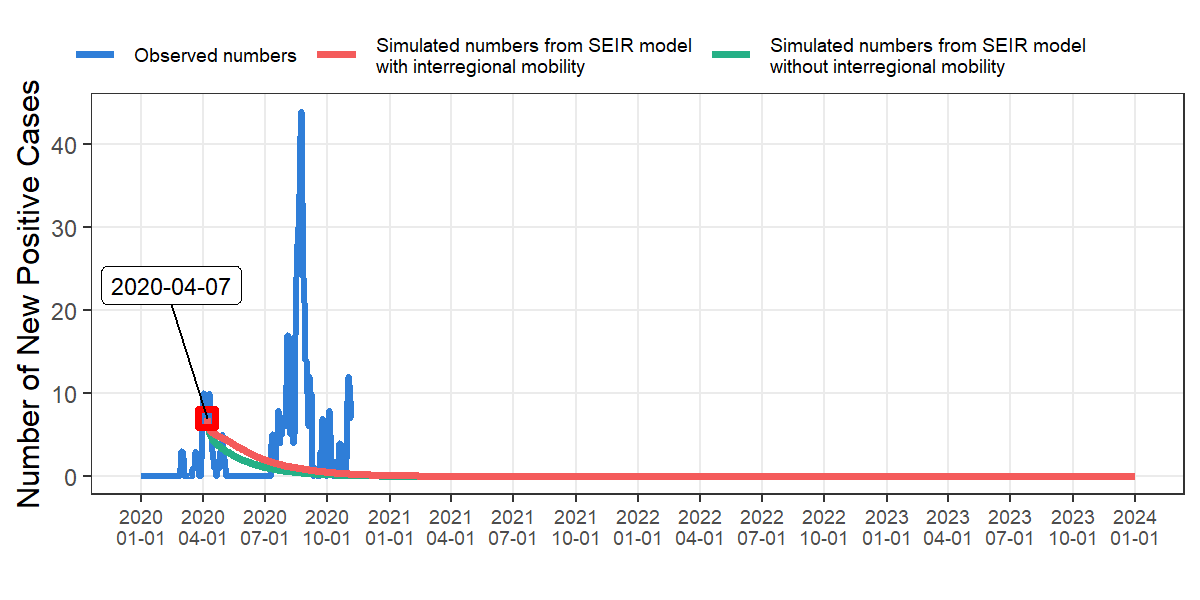 Observed numbers
Simulated numbers from SEIR model
with interregional mobility
Simulated numbers from SEIR model
without interregional mobility
Number of New Positive Cases
40
30
20
10
0
2020-04-07
2020 2020 2020 2020 2021 2021 2021 2021 2022 2022 2022 2022 2023 2023 2023 2023 2024
01-01 04-01 07-01 10-01 01-01 04-01 07-01 10-01 01-01 04-01 07-01 10-01 01-01 04-01 07-01 10-01 01-01